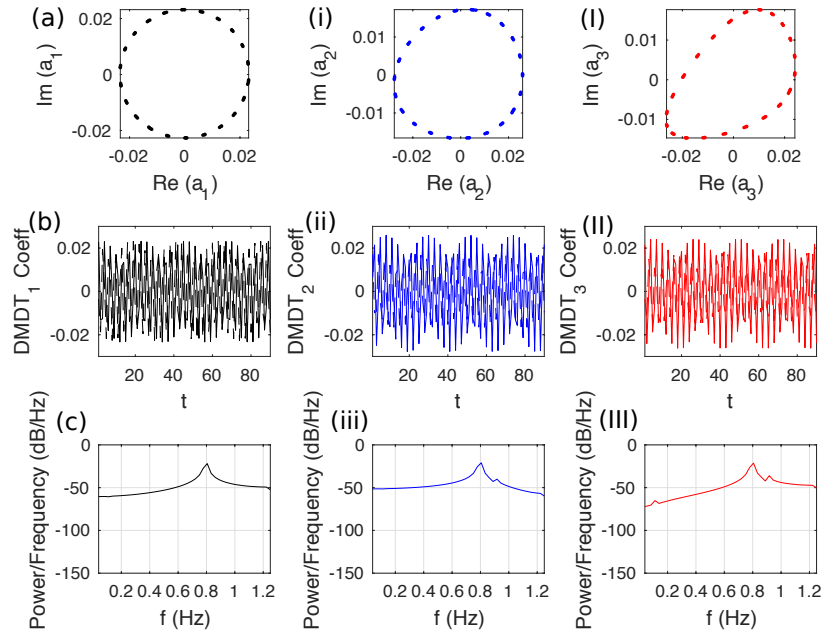 (a)
Im (a1)
0.02
0
-0.02
-0.02
0
0.02
Re (a1)
(i)
Im (a2)
0.01
0
-0.01
-0.02
0
0.02
Re (a2)
(I)
Im (a3)
0.01
0
-0.01
-0.02
0
0.02
Re (a3)
(b)
DMDT1 Coeff
0.02
0
-0.02
20 40 60 80
t
(ii)
DMDT2 Coeff
0.02
0
-0.02
20 40 60 80
t
(II)
DMDT3 Coeff
0.02
0
-0.02
20 40 60 80
t
(c)
Power/Frequency (dB/Hz)
0
-50
-100
-150
0.2 0.4 0.6 0.8 1 1.2
f (Hz)
(iii)
Power/Frequency (dB/Hz)
0
-50
-100
-150
0.2 0.4 0.6 0.8 1 1.2
f (Hz)
(III)
Power/Frequency (dB/Hz)
0
-50
-100
-150
0.2 0.4 0.6 0.8 1 1.2
f (Hz)